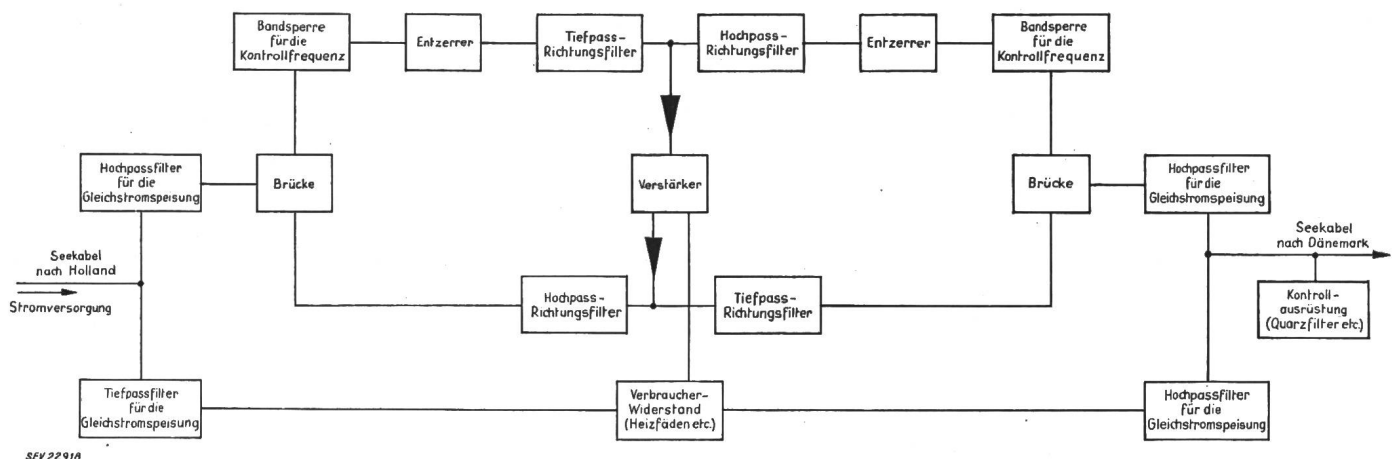 Bandsperre
für die
Kontrollfrequenz
Entzerrer
Tiefpass-
Richtungsfilter
Hochpass-
Richtungsfilter
Entzerrer
Bandsperre
für die
Kontrollfrequenz
Hochpassfilter
für die
Gleichstromspeisung
Brücke
Verstärker
Brücke
Hochpassfilter
für die
Gleichstromspeisung
Seekabel
nach Holland
Stromversorgung
Seekabel
nach Dänemark
Hochpass-
Richtungsfilter
Tiefpass-
Richtungsfilter
Kontroll-
ausrüstung
(Quarzfilter etc.)
Tiefpassfilter
für die
Gleichstromspeisung
Verbraucher-
Widerstand
(Heizfäden etc.)
Hochpassfilter
für die
Gleichstromspeisung
SEV 22918